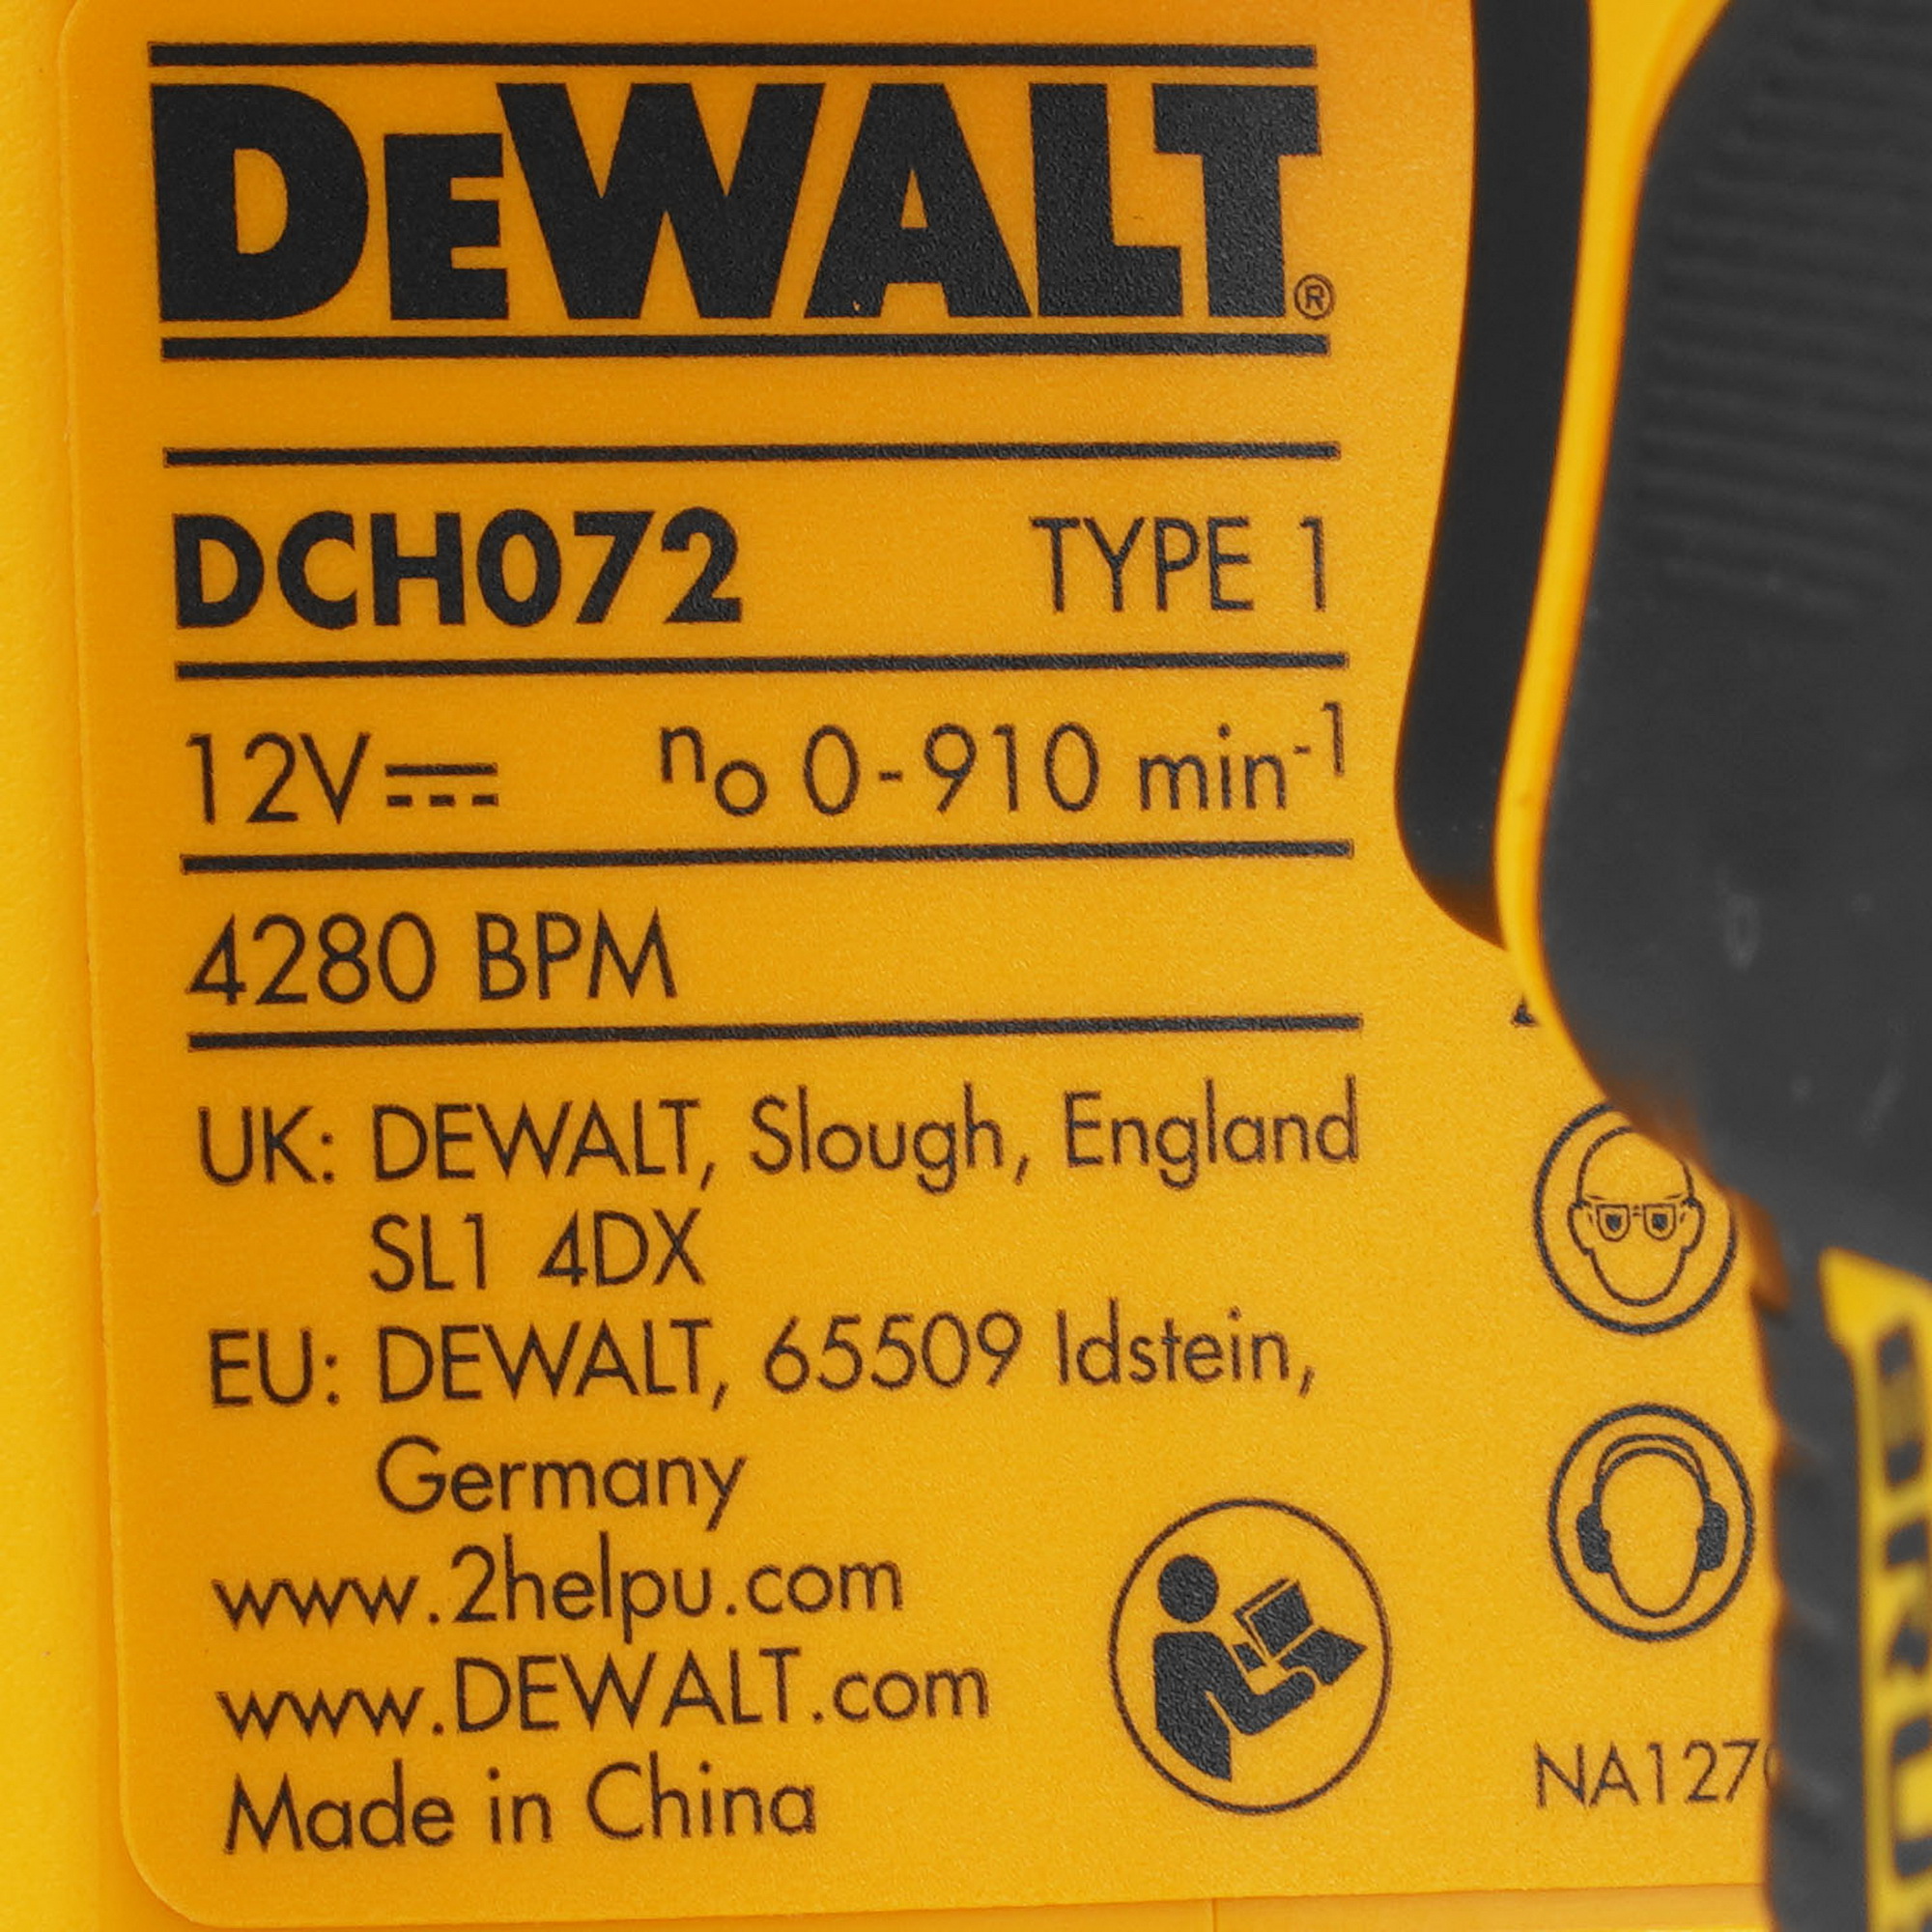 DEWALT®
DCH072 TYPE 1
12V⎓ no 0-910 min-1
4280 BPM
UK: DEWALT, Slough, England
SL1 4DX
EU: DEWALT, 65509 Idstein,
Germany
www.2helpu.com
www.DEWALT.com
Made in China